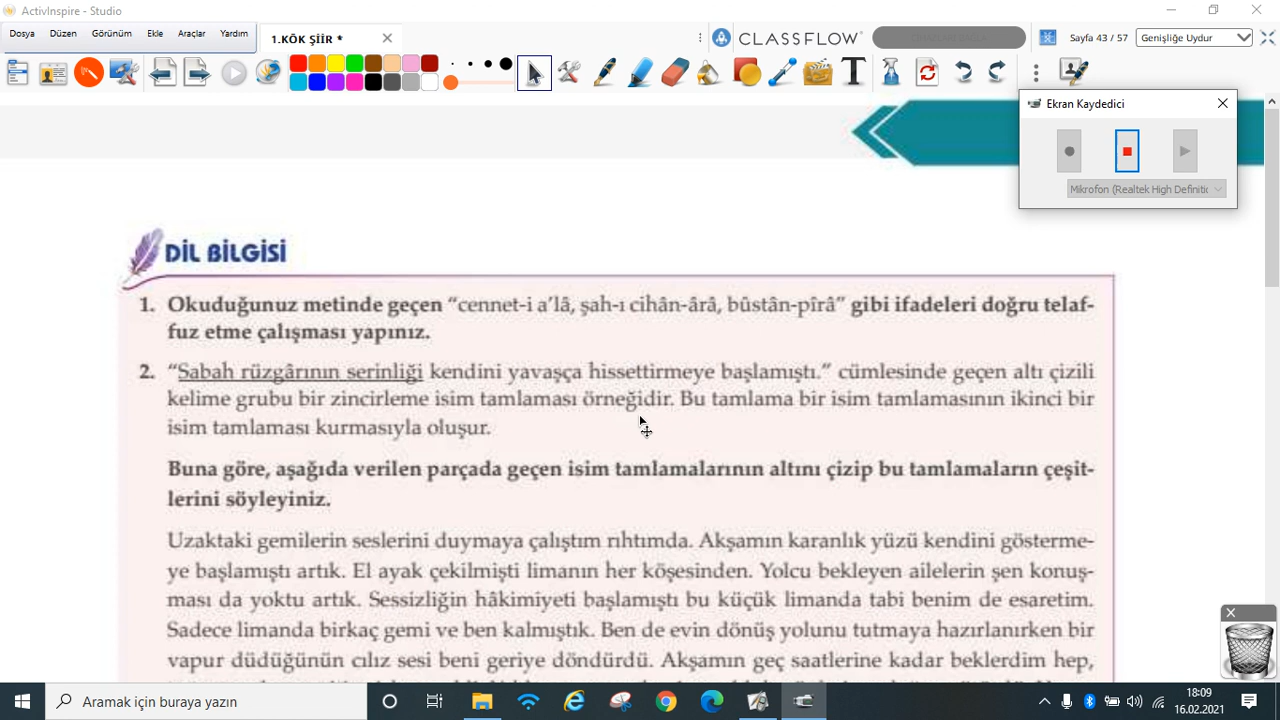 ActivInspire - Studio
Dosya Düzen Görünüm Ekle Araçlar Yardım
1.KÖK ŞİİR *
CLASSFLOW
Sayfa 43 / 57
Genişliğe Uydur
Ekran Kaydedici
Mikrofon (Realtek High Definitic
DİL BİLGİSİ
1. Okuduğunuz metinde geçen “cennet-i a’lâ, şah-ı cihân-ârâ, bûstân-pîrâ” gibi ifadeleri doğru telaf-
fuz etme çalışması yapınız.
2. “Sabah rüzgârının serinliği kendini yavaşça hissettirmeye başlamıştı.” cümlesinde geçen altı çizili
kelime grubu bir zincirleme isim tamlaması örneğidir. Bu tamlama bir isim tamlamasının ikinci bir
isim tamlaması kurmasıyla oluşur.
Buna göre, aşağıda verilen parçada geçen isim tamlamalarının altını çizip bu tamlamaların çeşit-
lerini söyleyiniz.
Uzaktaki gemilerin seslerini duymaya çalıştım rıhtımda. Akşamın karanlık yüzü kendini gösterme-
ye başlamıştı artık. El ayak çekilmişti limanın her köşesinden. Yolcu bekleyen ailelerin şen konuş-
ması da yoktu artık. Sessizliğin hâkimiyeti başlamıştı bu küçük limanda tabi benim de esaretim.
Sadece limanda birkaç gemi ve ben kalmıştık. Ben de evin dönüş yolunu tutmaya hazırlanırken bir
vapur düdüğünün cılız sesi beni geriye döndürdü. Akşamın geç saatlerine kadar beklerdim hep,
Aramak için buraya yazın
18:09
16.02.2021